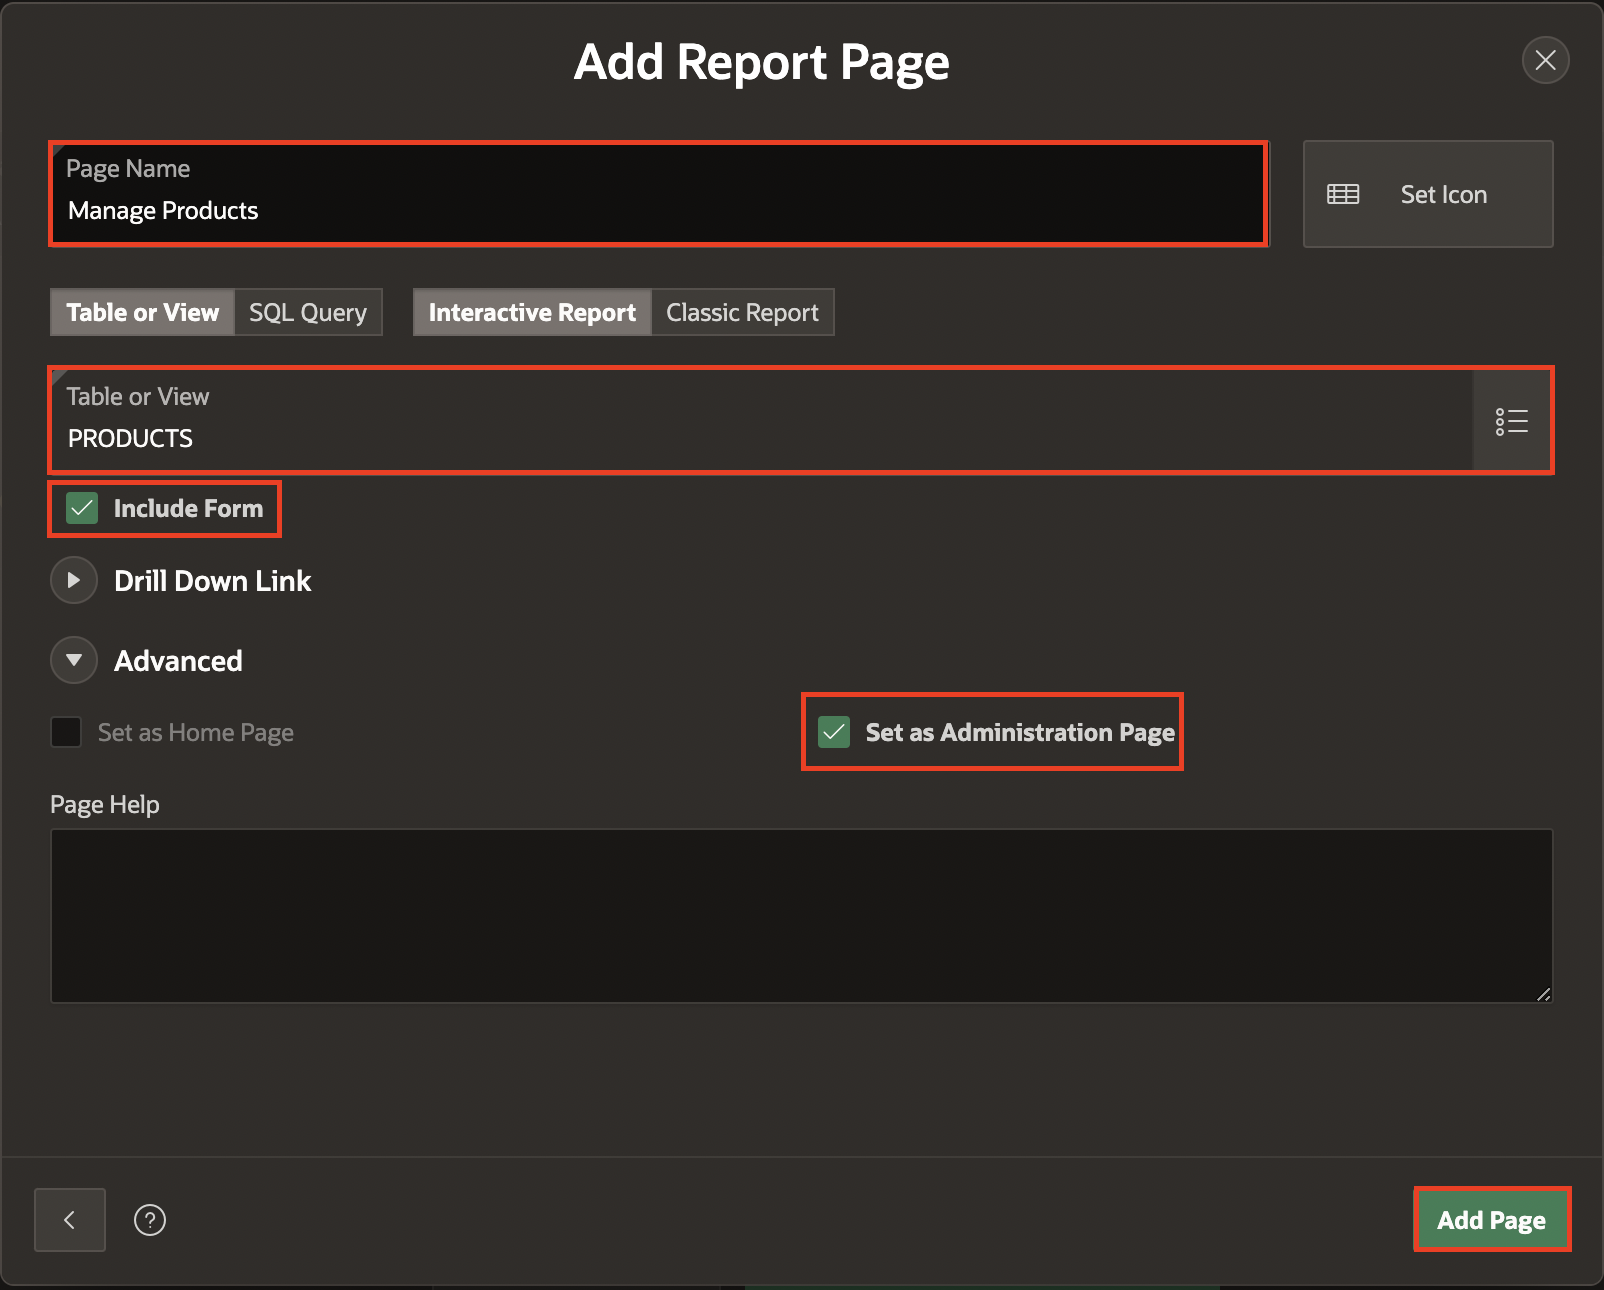 Add Report Page
Page Name
Manage Products
Set Icon
Table or View SQL Query Interactive Report Classic Report
Table or View
PRODUCTS
Include Form
Drill Down Link
Advanced
Set as Home Page Set as Administration Page
Page Help
? Add Page